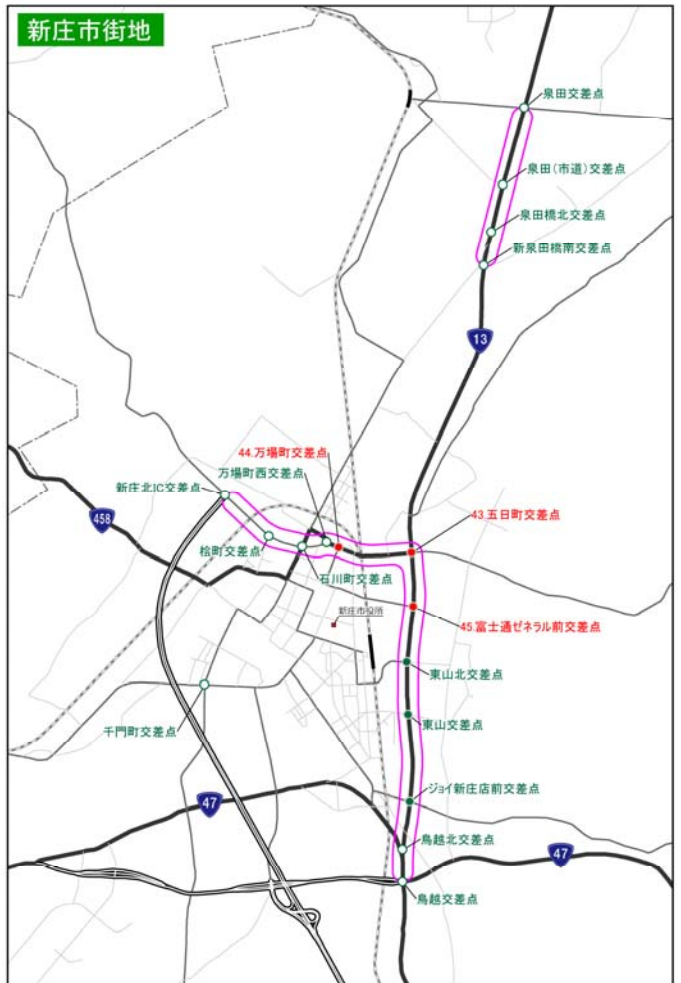 新庄市街地
泉田交差点
泉田(市道)交差点
泉田橋北交差点
新泉田橋南交差点
13
44.万場町交差点
万場町西交差点
新庄北IC交差点
458
43.五日町交差点
桧町交差点
石川町交差点
新庄市役所
45.富士通ゼネラル前交差点
東山北交差点
千門町交差点
東山交差点
ジョイ新庄店前交差点
47
鳥越北交差点
47
鳥越交差点